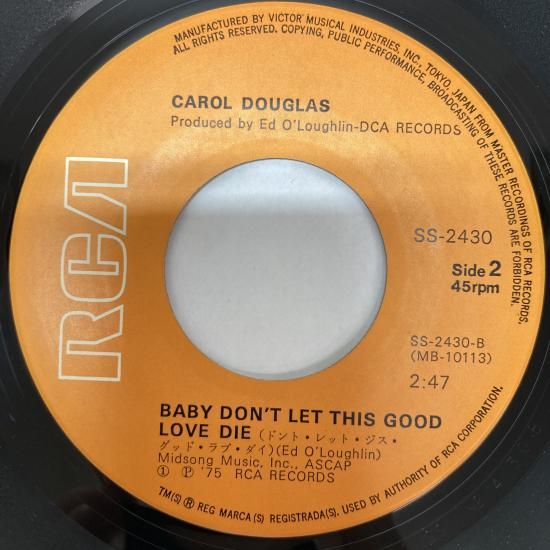 MANUFACTURED BY VICTOR MUSICAL INDUSTRIES, INC., TOKYO, JAPAN FROM MASTER RECORDINGS OF RCA RECORDS.
ALL RIGHTS RESERVED. COPYING, PUBLIC PERFORMANCE, BROADCASTING OF THESE RECORDS ARE FORBIDDEN.
CAROL DOUGLAS
Produced by Ed O'Loughlin-DCA RECORDS
RCA
SS-2430
Side 2
45rpm
SS-2430-B
(MB-10113)
2:47
BABY DON'T LET THIS GOOD
LOVE DIE (ドント・レット・ジス・
グッド・ラブ・ダイ)(Ed O'Loughlin)
Midsong Music, Inc., ASCAP
① Ⓟ '75 RCA RECORDS
TM(S) ® REG MARCA(S) REGISTRADA(S). USED BY AUTHORITY OF RCA CORPORATION.